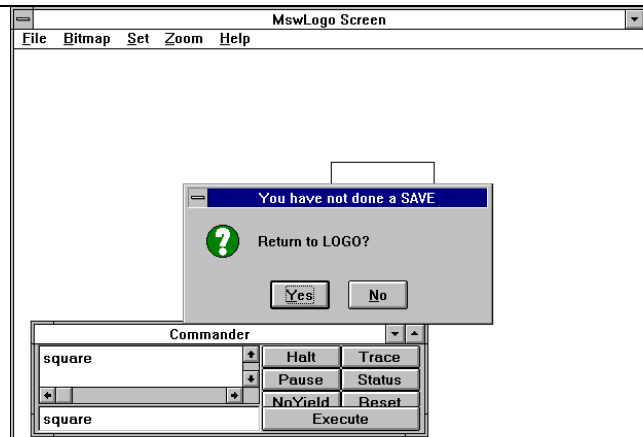 MswLogo Screen
File Bitmap Set Zoom Help
You have not done a SAVE
Return to LOGO?
Yes No
Commander
square
Halt Trace
Pause Status
NoYield Reset
square
Execute